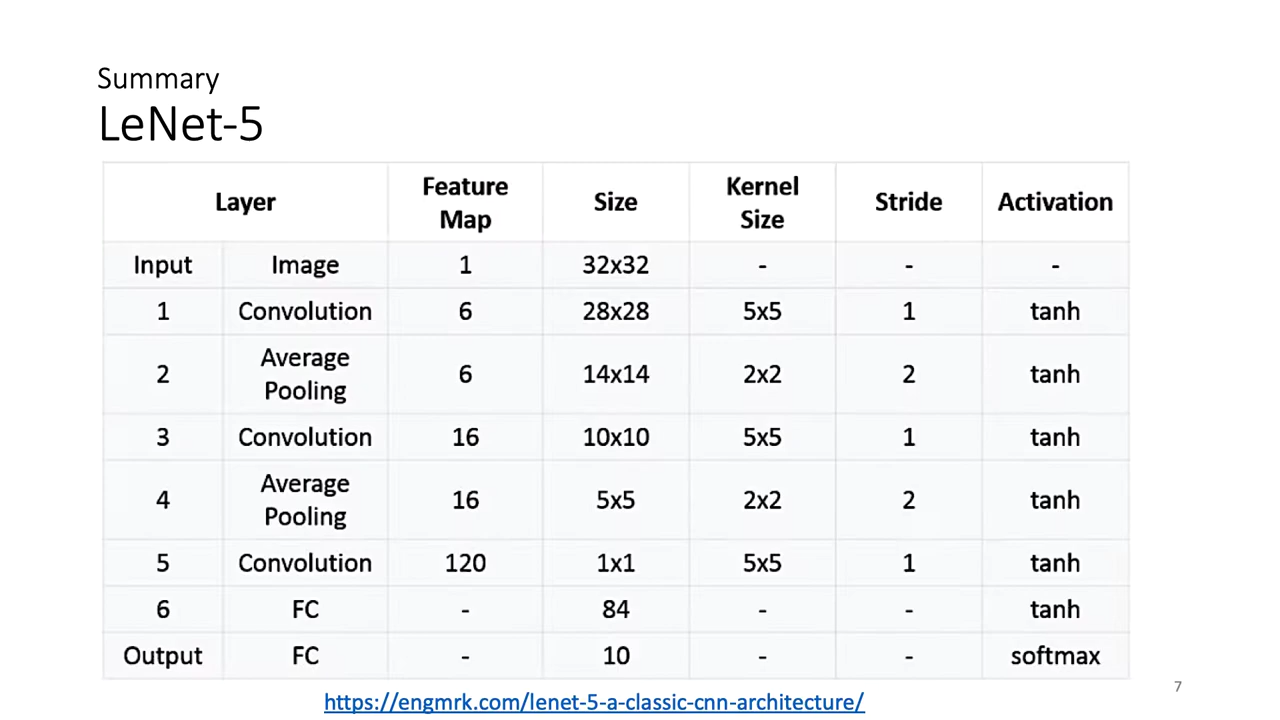 Summary
LeNet-5
Layer Feature Map Size Kernel Size Stride Activation
Input Image 1 32x32 - - -
1 Convolution 6 28x28 5x5 1 tanh
2 Average Pooling 6 14x14 2x2 2 tanh
3 Convolution 16 10x10 5x5 1 tanh
4 Average Pooling 16 5x5 2x2 2 tanh
5 Convolution 120 1x1 5x5 1 tanh
6 FC - 84 - - tanh
Output FC - 10 - - softmax
https://engmrk.com/lenet-5-a-classic-cnn-architecture/
7